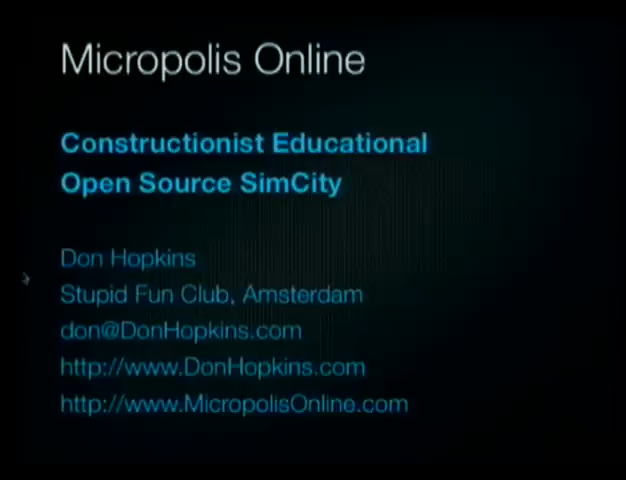 Micropolis Online
Constructionist Educational
Open Source SimCity
Don Hopkins
Stupid Fun Club, Amsterdam
don@DonHopkins.com
http://www.DonHopkins.com
http://www.MicropolisOnline.com